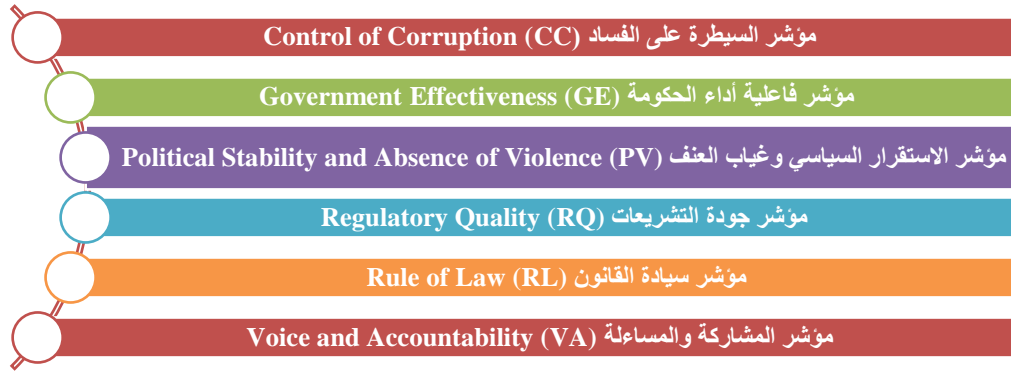 مؤشر السيطرة على الفساد Control of Corruption (CC)
مؤشر فاعلية أداء الحكومة Government Effectiveness (GE)
مؤشر الاستقرار السياسي وغياب العنف Political Stability and Absence of Violence (PV)
مؤشر جودة التشريعات Regulatory Quality (RQ)
مؤشر سيادة القانون Rule of Law (RL)
مؤشر المشاركة والمساءلة Voice and Accountability (VA)